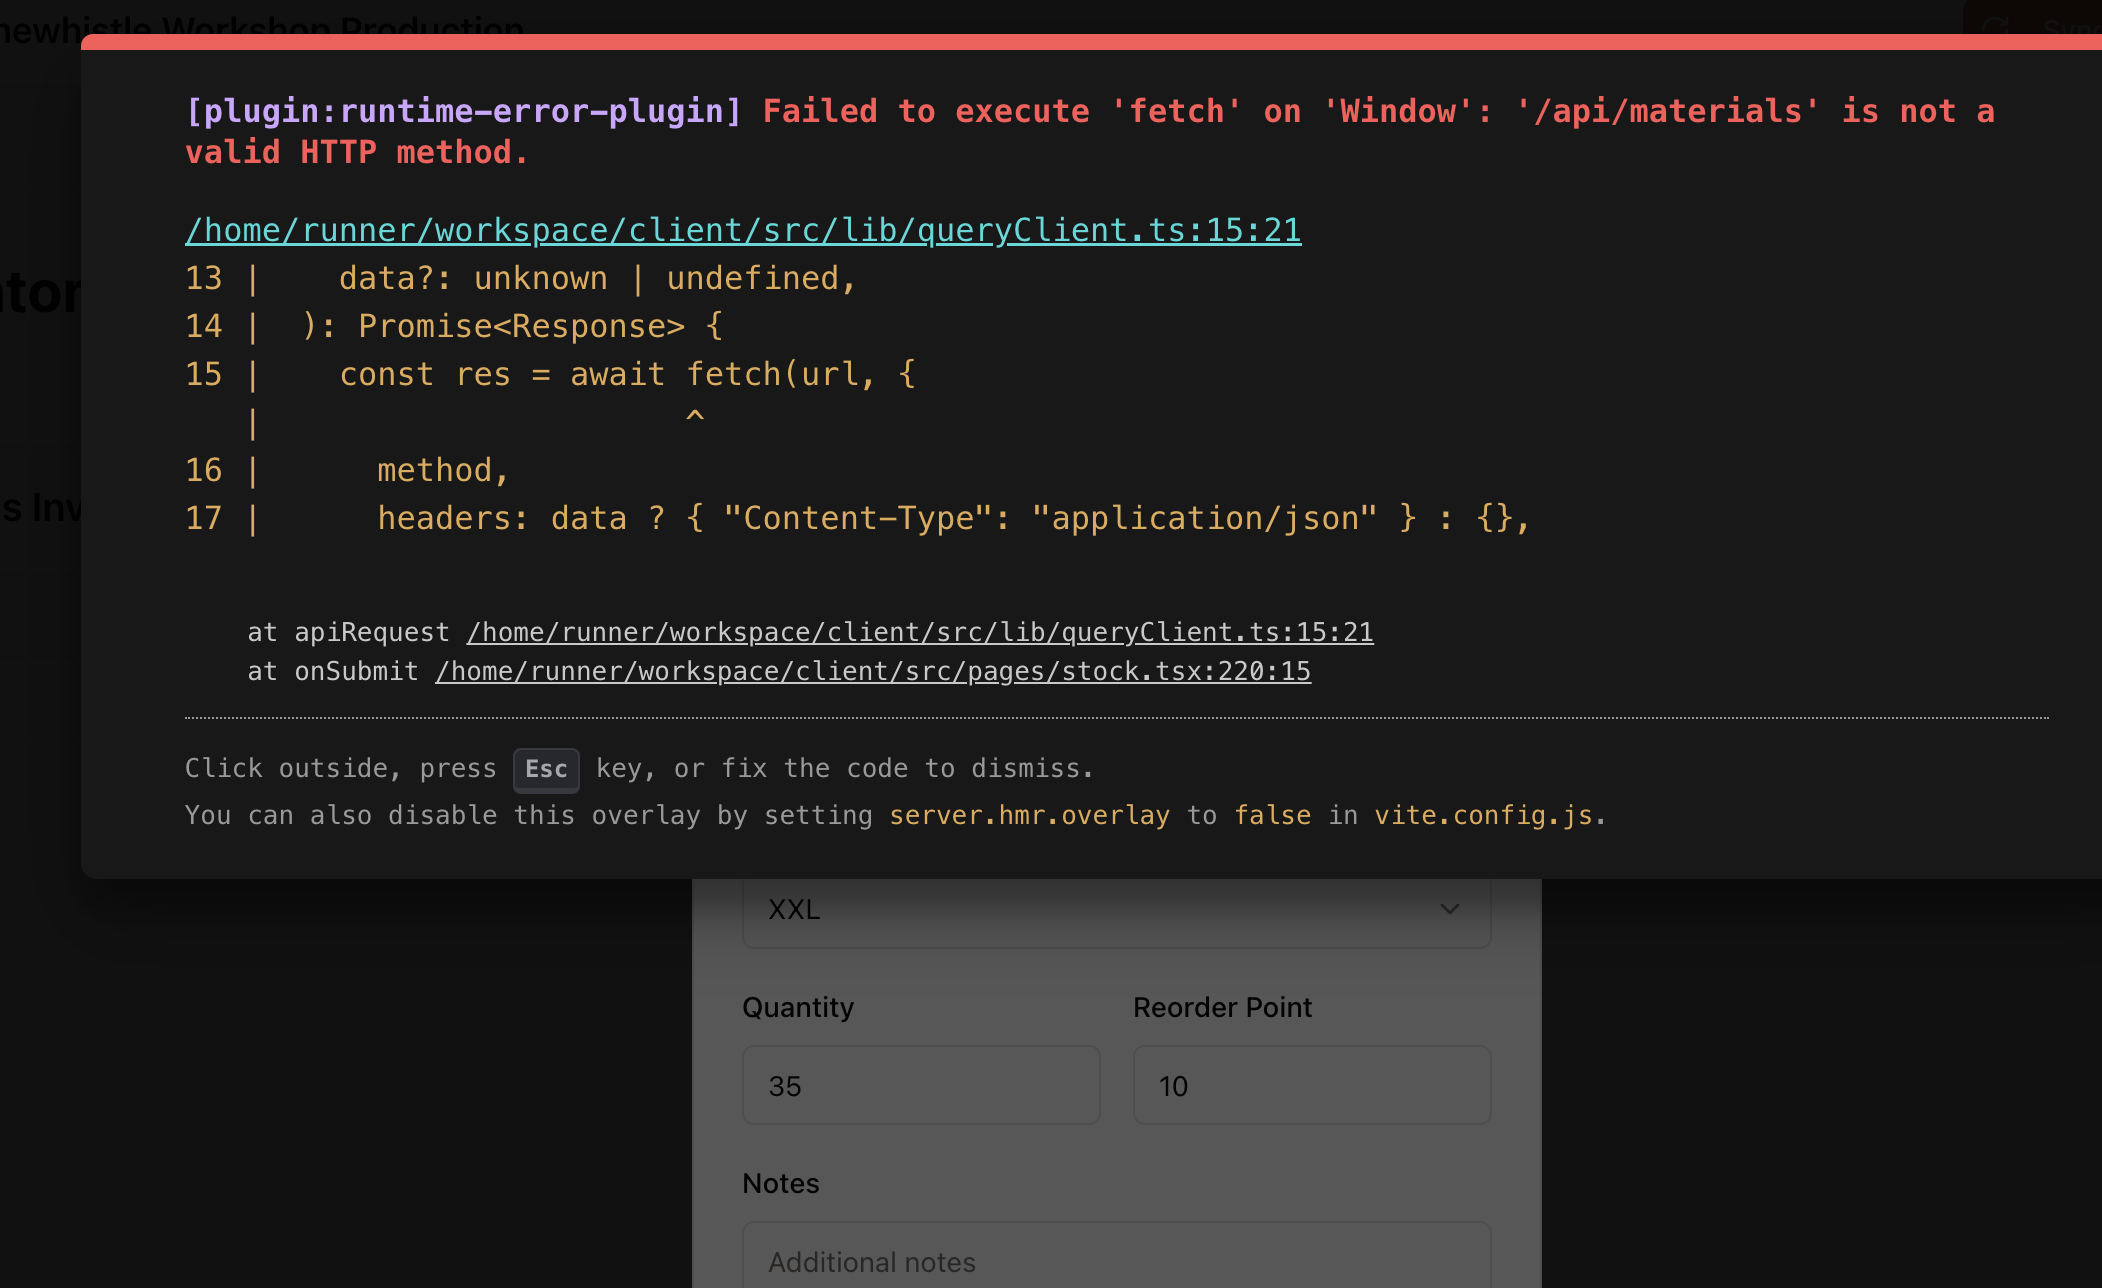 newhistle Workshop Production
Sync
[plugin:runtime-error-plugin] Failed to execute 'fetch' on 'Window': '/api/materials' is not a
valid HTTP method.
/home/runner/workspace/client/src/lib/queryClient.ts:15:21
13 |    data?: unknown | undefined,
ntor
14 |  ): Promise<Response> {
15 |    const res = await fetch(url, {
   |                      ^
16 |      method,
s Inv
17 |      headers: data ? { "Content-Type": "application/json" } : {},
at apiRequest /home/runner/workspace/client/src/lib/queryClient.ts:15:21
at onSubmit /home/runner/workspace/client/src/pages/stock.tsx:220:15
Click outside, press Esc key, or fix the code to dismiss.
You can also disable this overlay by setting server.hmr.overlay to false in vite.config.js.
XXL
Quantity Reorder Point
35 10
Notes
Additional notes